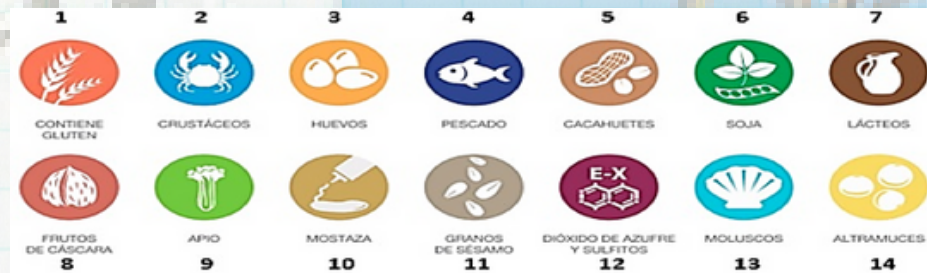 1 2 3 4 5 6 7
CONTIENE GLUTEN CRUSTÁCEOS HUEVOS PESCADO CACAHUETES SOJA LÁCTEOS
E-X
FRUTOS DE CÁSCARA APIO MOSTAZA GRANOS DE SÉSAMO DIÓXIDO DE AZUFRE Y SULFITOS MOLUSCOS ALTRAMUCES
8 9 10 11 12 13 14